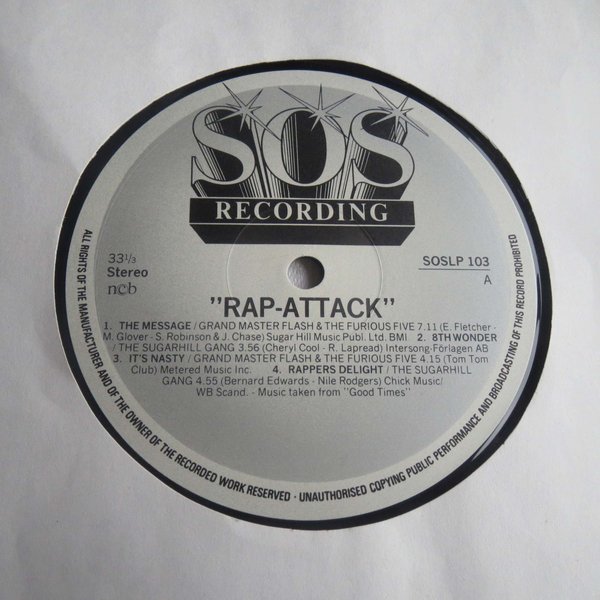 SOS
RECORDING
33 1/3
Stereo
ncb
SOSLP 103
A
"RAP-ATTACK"
1. THE MESSAGE / GRAND MASTER FLASH & THE FURIOUS FIVE 7.11 (E. Fletcher -
M. Glover - S. Robinson & J. Chase) Sugar Hill Music Publ. Ltd. BMI 2. 8TH WONDER
/ THE SUGARHILL GANG 3.56 (Cheryl Cool - R. Lapread) Intersong-Förlagen AB
3. IT'S NASTY / GRAND MASTER FLASH & THE FURIOUS FIVE 4.15 (Tom Tom
Club) Metered Music Inc. 4. RAPPERS DELIGHT / THE SUGARHILL
GANG 4.55 (Bernard Edwards - Nile Rodgers) Chick Music/
WB Scand. - Music taken from "Good Times"
ALL RIGHTS OF THE MANUFACTURER AND OF THE OWNER OF THE RECORDED WORK RESERVED · UNAUTHORISED COPYING PUBLIC PERFORMANCE AND BROADCASTING OF THIS RECORD PROHIBITED